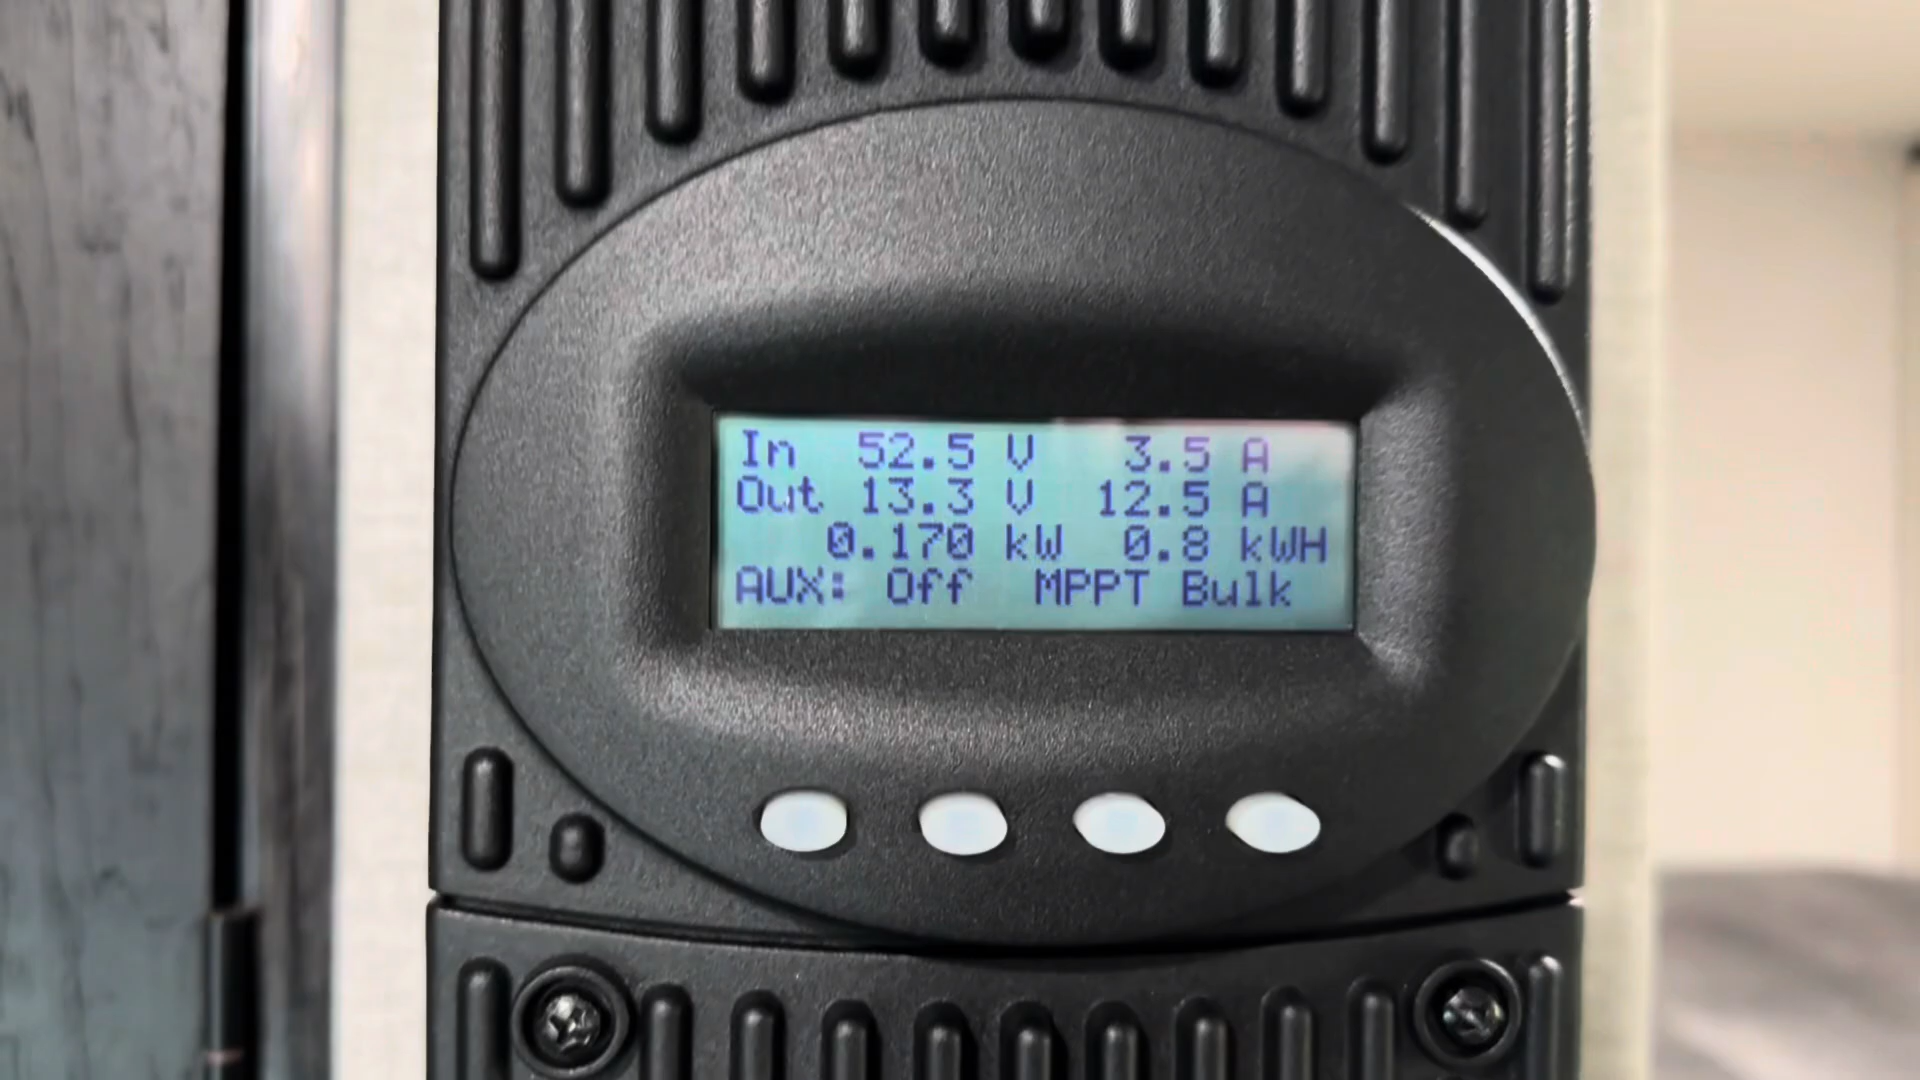 In 52.5 V 3.5 A
Out 13.3 V 12.5 A
0.170 kW 0.8 kWH
AUX: Off MPPT Bulk